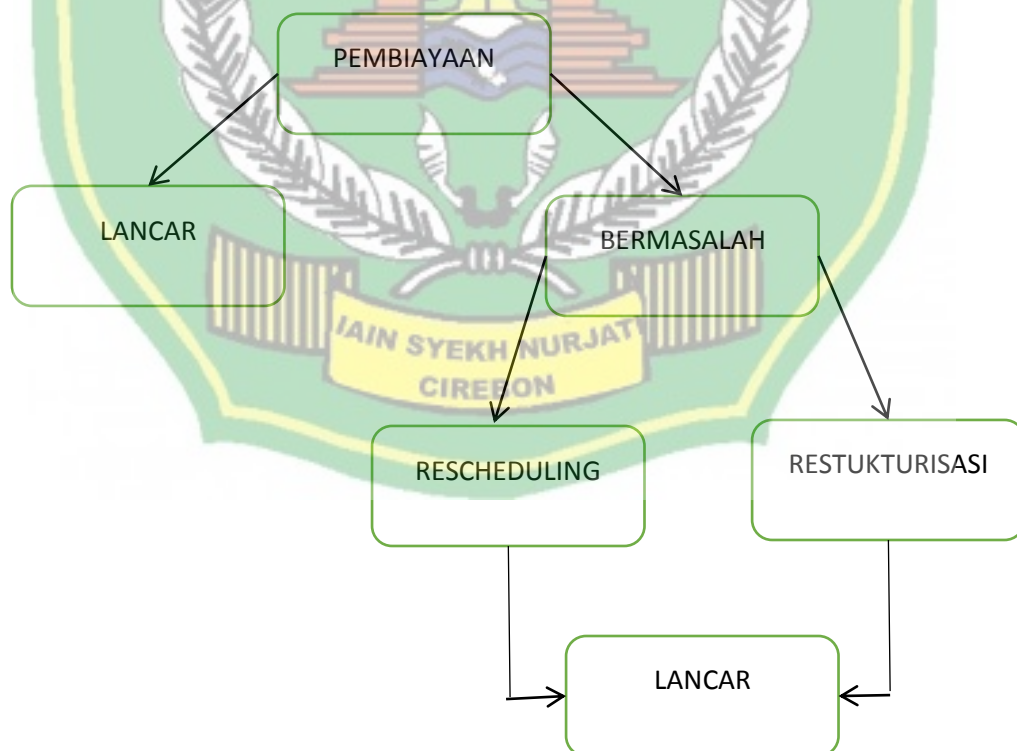 PEMBIAYAAN
LANCAR
BERMASALAH
IAIN SYEKH NURJATI
CIREBON
RESCHEDULING
RESTUKTURISASI
LANCAR